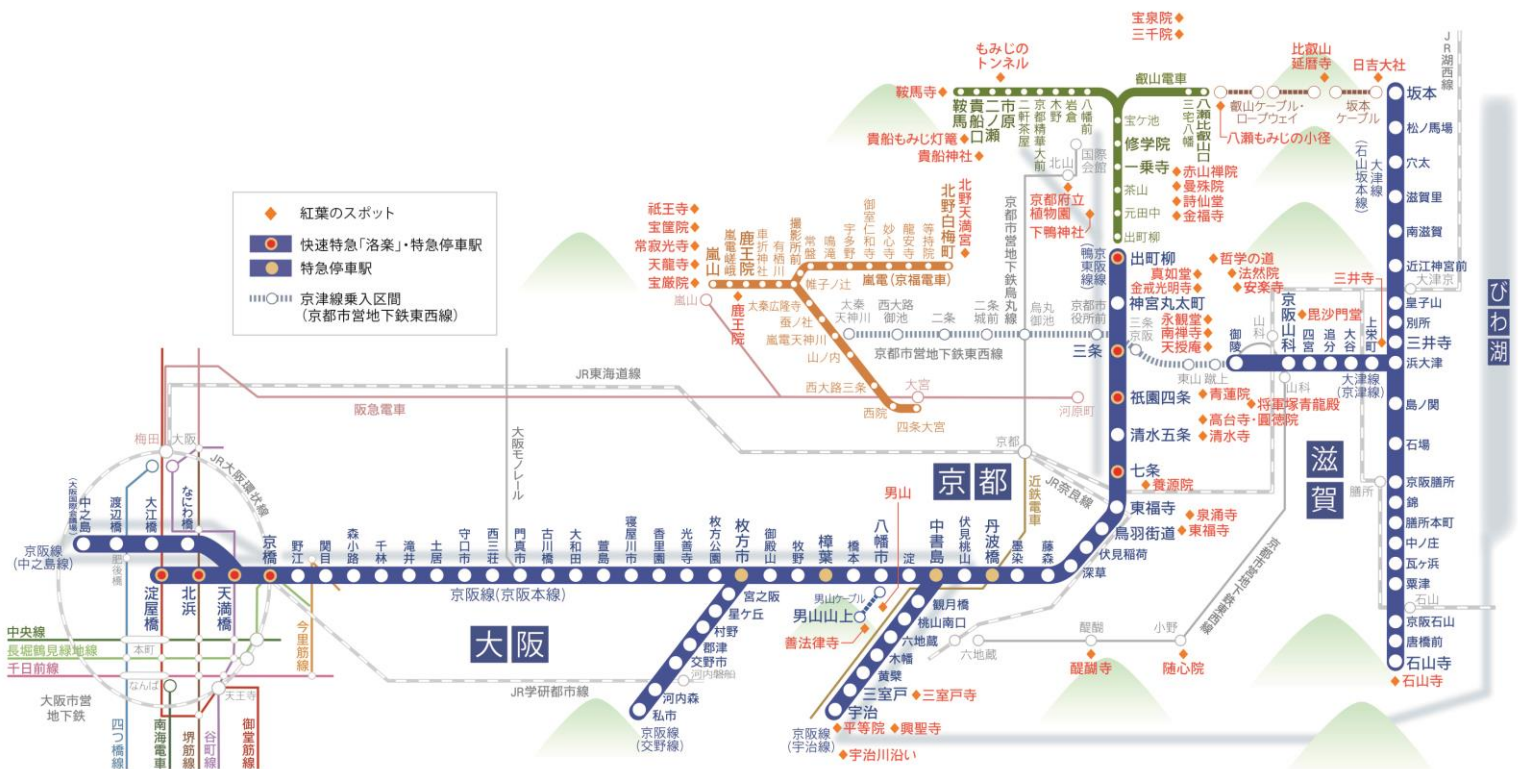 宝泉院
三千院
もみじの
トンネル
比叡山
延暦寺
日吉大社
JR湖西線
鞍馬寺
叡山電車
鞍馬
貴船口
二ノ瀬
市原
二軒茶屋
京都精華大前
木野
岩倉
八幡前
宝ケ池
三宅八幡
八瀬比叡山口
叡山ケーブル・
ロープウェイ
坂本
ケーブル
八瀬もみじの小径
貴船もみじ灯篭
貴船神社
修学院
一乗寺
茶山
元田中
出町柳
赤山禅院
曼殊院
詩仙堂
金福寺
国際
会館
北山
京都府立
植物園
下鴨神社
京都市営地下鉄烏丸線
坂本
松ノ馬場
穴太
滋賀里
南滋賀
近江神宮前
大津京
皇子山
別所
三井寺
浜大津
島ノ関
石場
京阪膳所
錦
膳所本町
中ノ庄
瓦ヶ浜
粟津
京阪石山
唐橋前
石山寺
石山寺
大津線
(石山坂本線)
膳所
石山
びわ湖
紅葉のスポット
快速特急「洛楽」・特急停車駅
特急停車駅
京津線乗入区間
(京都市営地下鉄東西線)
祇王寺
宝筐院
常寂光寺
天龍寺
宝厳院
嵐山
嵐電嵯峨
鹿王院
車折神社
有栖川
撮影所前
常盤
鳴滝
宇多野
御室仁和寺
妙心寺
龍安寺
等持院
北野白梅町
北野天満宮
嵐電(京福電車)
帷子ノ辻
太秦広隆寺
蚕ノ社
嵐電天神川
山ノ内
西大路三条
西院
四条大宮
嵐山
鹿王院
太秦
天神川
西大路
御池
二条
二条
城前
烏丸
御池
京都市
役所前
三条
京阪
東山
蹴上
京都市営地下鉄東西線
京阪線
(鴨東線)
出町柳
神宮丸太町
三条
祇園四条
清水五条
七条
東福寺
鳥羽街道
伏見稲荷
深草
哲学の道
真如堂
法然院
金戒光明寺
安楽寺
永観堂
南禅寺
天授庵
三井寺
毘沙門堂
御陵
山科
京阪山科
四宮
追分
大谷
上栄町
大津線
(京津線)
山科
青蓮院
将軍塚青龍殿
高台寺・圓徳院
清水寺
養源院
泉涌寺
東福寺
滋賀
京都
大阪
JR東海道線
阪急電車
大宮
河原町
京都
JR奈良線
近鉄電車
大阪モノレール
梅田
大阪
JR大阪環状線
中之島
(大阪国際会議場)
渡辺橋
大江橋
なにわ橋
京阪線
(中之島線)
肥後橋
淀屋橋
北浜
天満橋
京橋
野江
関目
森小路
千林
滝井
土居
守口市
西三荘
門真市
古川橋
大和田
萱島
寝屋川市
香里園
光善寺
枚方公園
枚方市
御殿山
牧野
樟葉
橋本
八幡市
淀
中書島
伏見桃山
丹波橋
墨染
藤森
京阪線(京阪本線)
男山
男山ケーブル
男山山上
善法律寺
宮之阪
星ケ丘
村野
郡津
交野市
河内磐船
河内森
私市
京阪線
(交野線)
観月橋
桃山南口
六地蔵
木幡
黄檗
三室戸
宇治
三室戸寺
京阪線
(宇治線)
平等院
興聖寺
宇治川沿い
六地蔵
醍醐
小野
醍醐寺
随心院
京都市営地下鉄東西線
JR学研都市線
中央線
長堀鶴見緑地線
千日前線
本町
なんば
天王寺
今里筋線
大阪市営
地下鉄
四つ橋線
南海電車
堺筋線
谷町線
御堂筋線